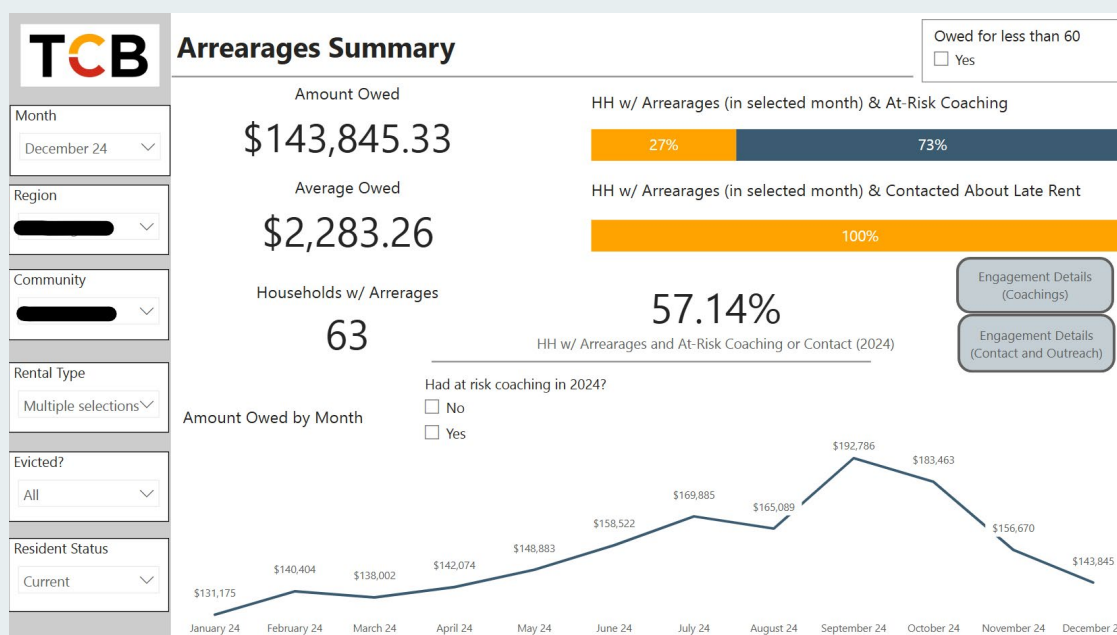 TCB
Arrearages Summary
Owed for less than 60
Yes
Month
December 24
Region
Community
Rental Type
Multiple selections
Evicted?
All
Resident Status
Current
Amount Owed
$143,845.33
Average Owed
$2,283.26
Households w/ Arrerages
63
HH w/ Arrearages (in selected month) & At-Risk Coaching
27%
73%
HH w/ Arrearages (in selected month) & Contacted About Late Rent
100%
57.14%
HH w/ Arrearages and At-Risk Coaching or Contact (2024)
Engagement Details
(Coachings)
Engagement Details
(Contact and Outreach)
Had at risk coaching in 2024?
No
Yes
Amount Owed by Month
$131,175
$140,404
$138,002
$142,074
$148,883
$158,522
$169,885
$165,089
$192,786
$183,463
$156,670
$143,845
January 24
February 24
March 24
April 24
May 24
June 24
July 24
August 24
September 24
October 24
November 24
December 2